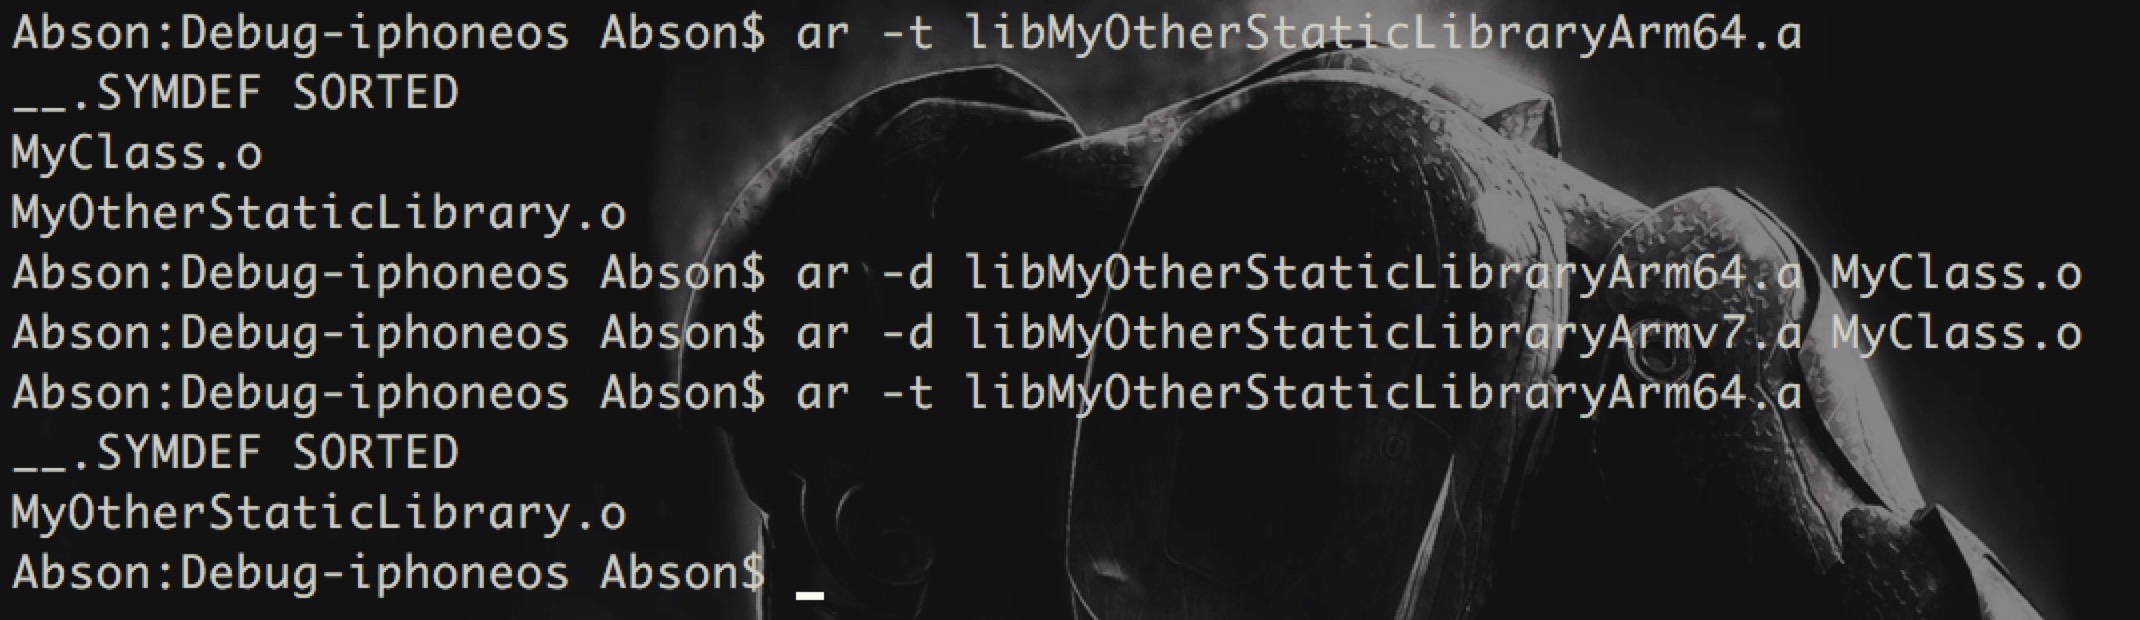 Abson:Debug-iphoneos Abson$ ar -t libMyOtherStaticLibraryArm64.a
__.SYMDEF SORTED
MyClass.o
MyOtherStaticLibrary.o
Abson:Debug-iphoneos Abson$ ar -d libMyOtherStaticLibraryArm64.a MyClass.o
Abson:Debug-iphoneos Abson$ ar -d libMyOtherStaticLibraryArmv7.a MyClass.o
Abson:Debug-iphoneos Abson$ ar -t libMyOtherStaticLibraryArm64.a
__.SYMDEF SORTED
MyOtherStaticLibrary.o
Abson:Debug-iphoneos Abson$